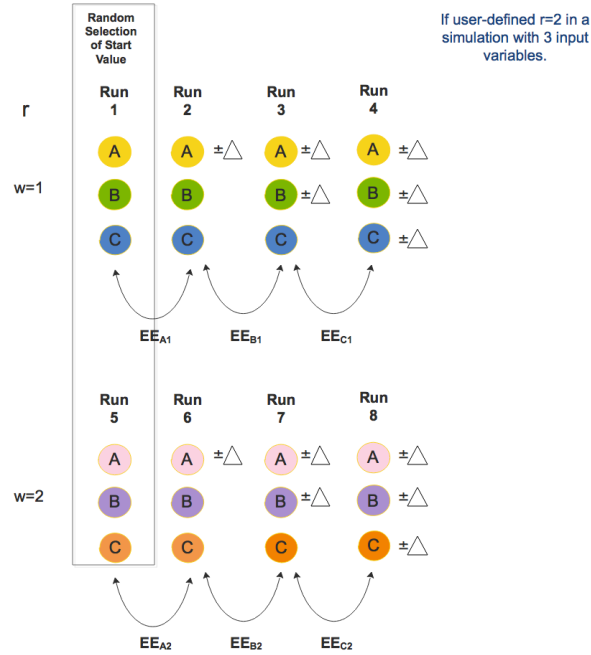 Random
Selection
of Start
Value
If user-defined r=2 in a
simulation with 3 input
variables.
r
Run
1
Run
2
Run
3
Run
4
A
A ±
A ±
A ±
w=1
B
B
B ±
B ±
C
C
C
C ±
EEA1
EEB1
EEC1
Run
5
Run
6
Run
7
Run
8
A
A ±
A ±
A ±
w=2
B
B
B ±
B ±
C
C
C
C ±
EEA2
EEB2
EEC2